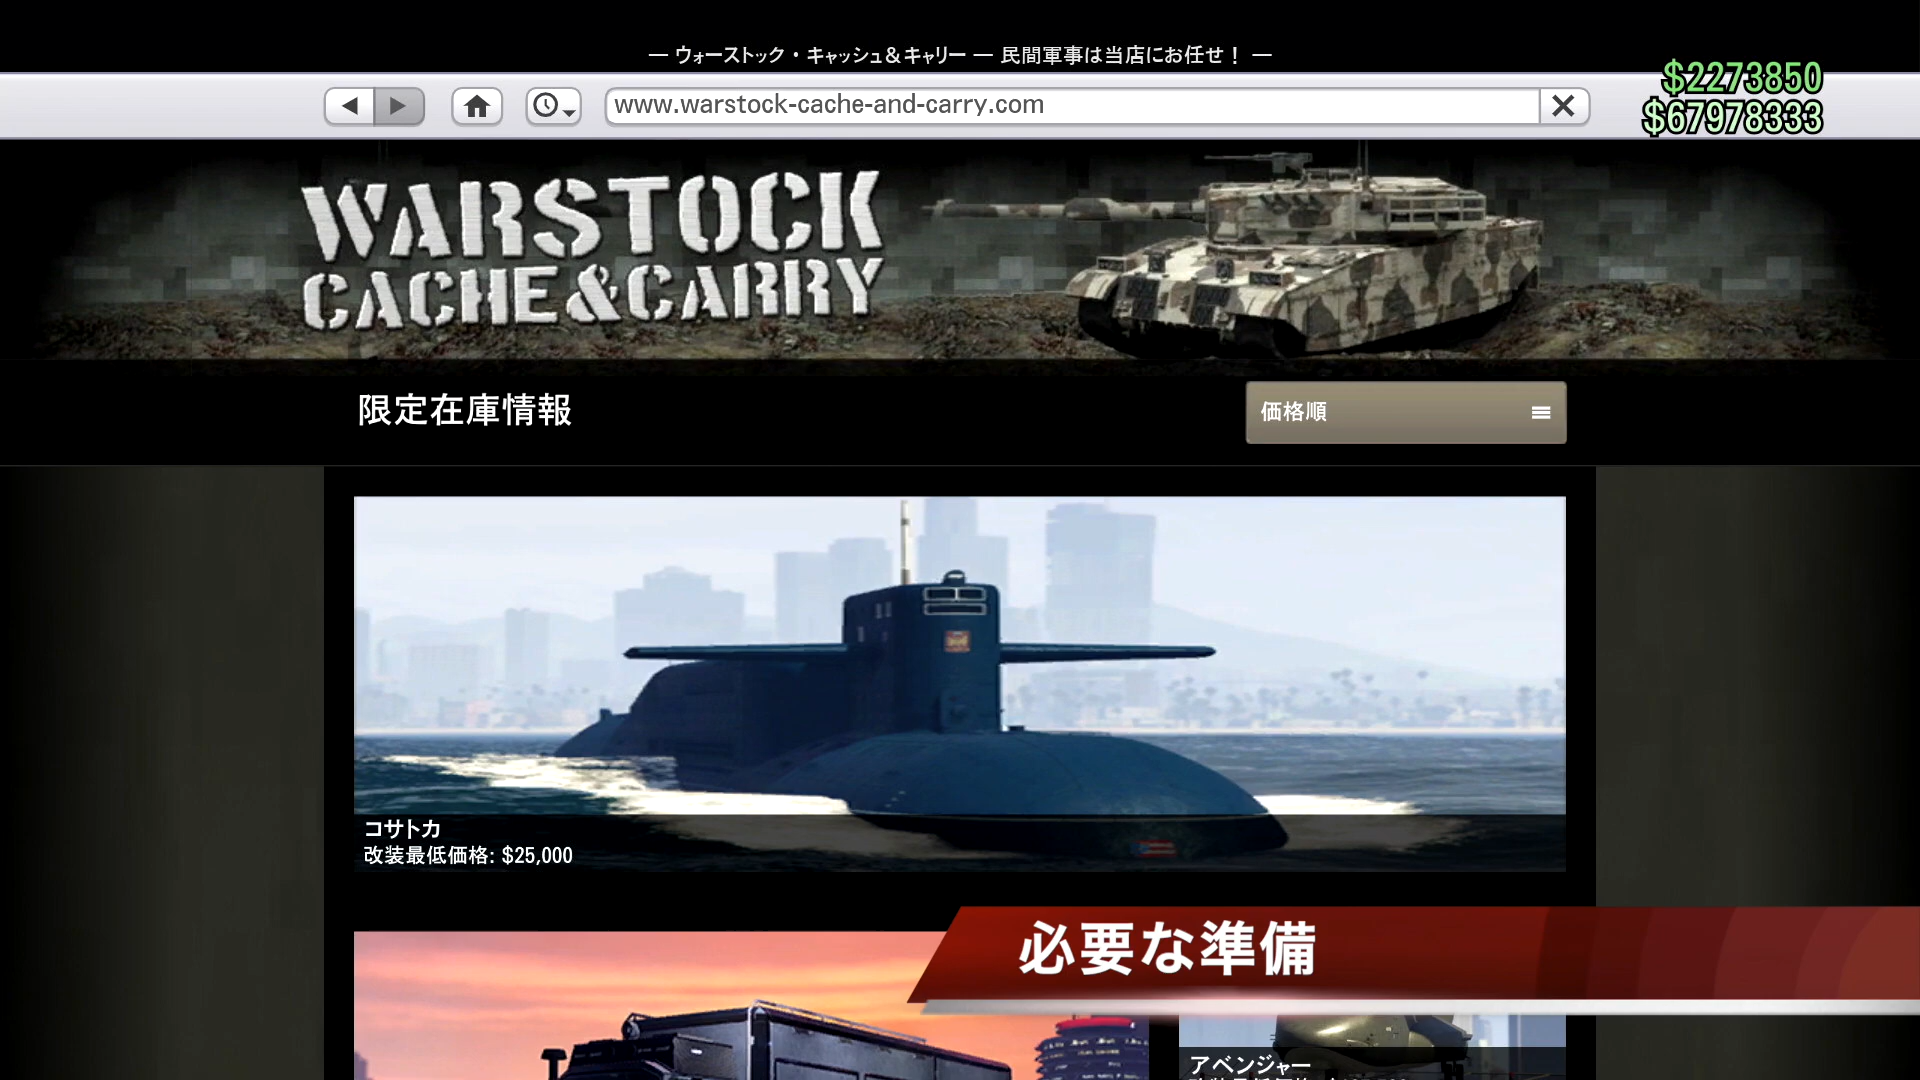 ― ウォーストック・キャッシュ＆キャリー ― 民間軍事は当店にお任せ！ ―
$2273850
www.warstock-cache-and-carry.com
$67978333
WARSTOCK
CACHE&CARRY
限定在庫情報
価格順
コサトカ
改装最低価格: $25,000
必要な準備
アベンジャー